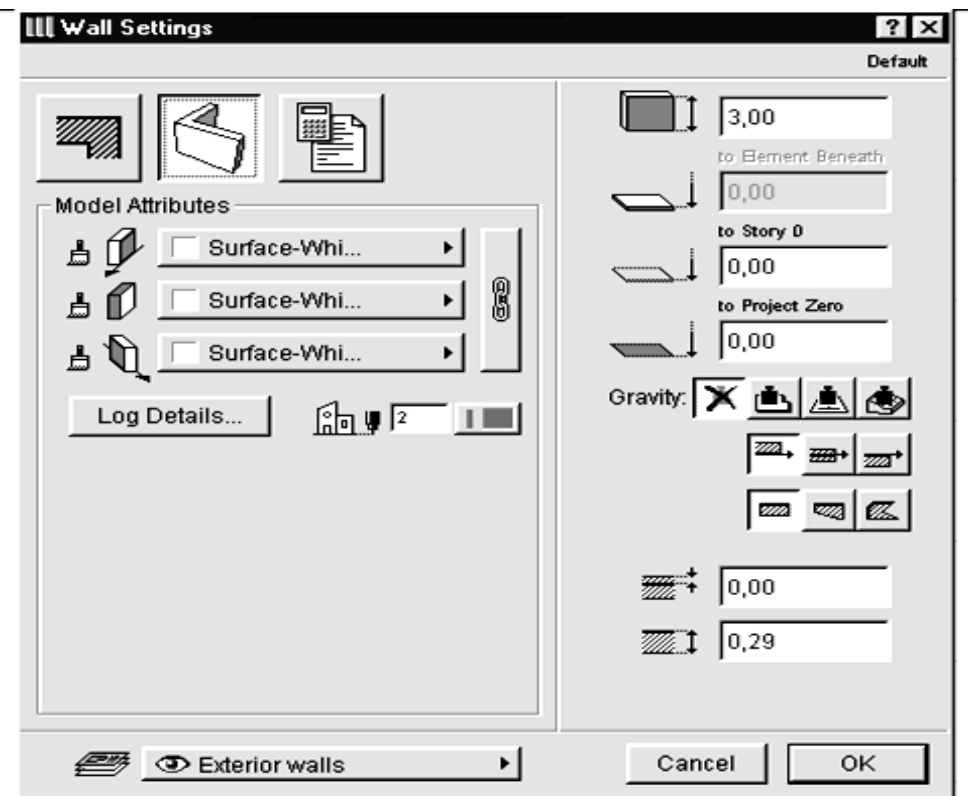 Wall Settings
Default
3,00
to Element Beneath
0,00
Model Attributes
to Story 0
Surface-Whi...
0,00
Surface-Whi...
to Project Zero
0,00
Surface-Whi...
Gravity:
Log Details...
2
0,00
0,29
Exterior walls
Cancel
OK